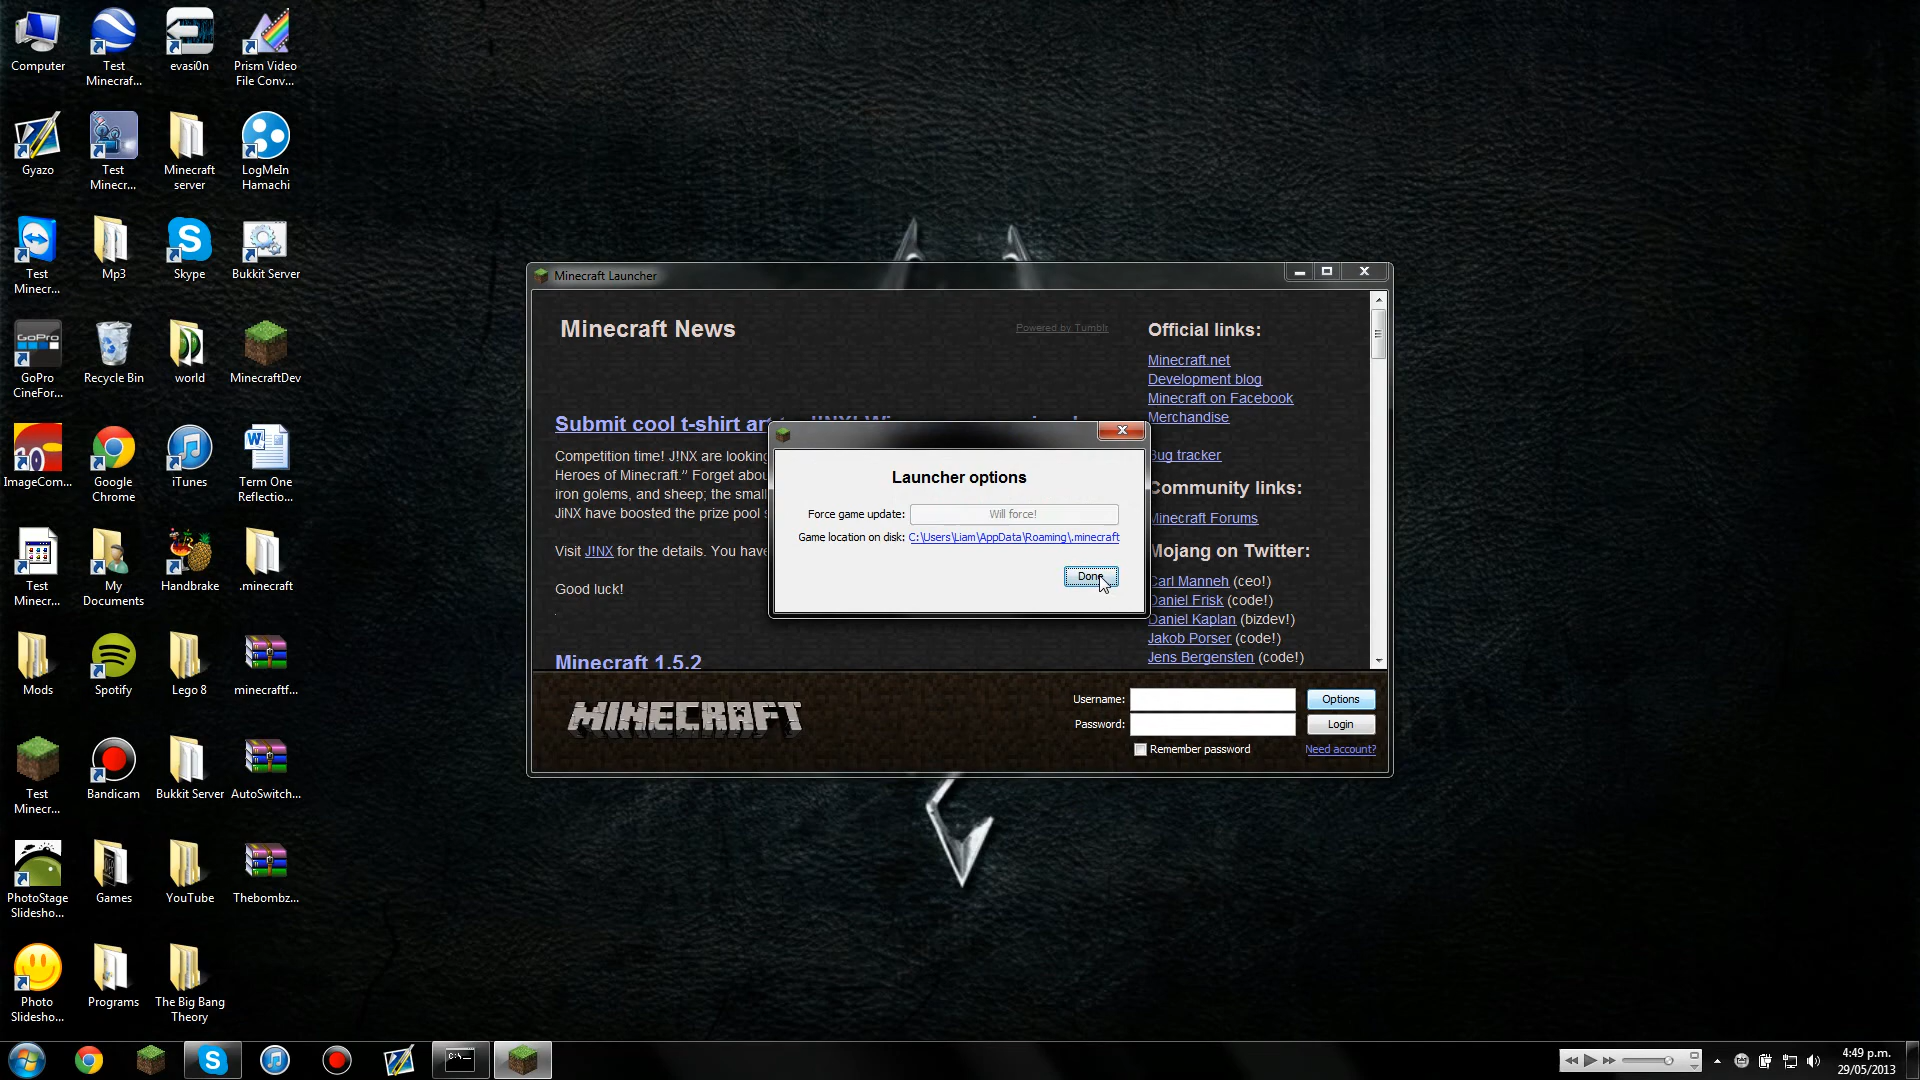 Computer
Test
Minecraf...
evasi0n
Prism Video
File Conv...
Gyazo
Test
Minecr...
Minecraft
server
LogMeIn
Hamachi
Test
Minecr...
Mp3
Skype
Bukkit Server
GoPro
GoPro
CineFor...
Recycle Bin
world
MinecraftDev
ImageCom...
Google
Chrome
iTunes
Term One
Reflectio...
Test
Minecr...
My
Documents
Handbrake
.minecraft
Mods
Spotify
Lego 8
minecraftf...
Test
Minecr...
Bandicam
Bukkit Server
AutoSwitch...
PhotoStage
Slidesho...
Games
YouTube
Thebombz...
Photo
Slidesho...
Programs
The Big Bang
Theory
Minecraft Launcher
Minecraft News
Powered by Tumblr
Submit cool t-shirt
Competition time! J!NX are looking
Heroes of Minecraft." Forget
iron golems, and sheep; the
JiNX have boosted the prize pool
Visit J!NX for the details. You
Good luck!
Minecraft 1.5.2
Official links:
Minecraft.net
Development blog
Minecraft on Facebook
Merchandise
Bug tracker
Community links:
Minecraft Forums
Mojang on Twitter:
Carl Manneh (ceo!)
Daniel Frisk (code!)
Daniel Kaplan (bizdev!)
Jakob Porser (code!)
Jens Bergensten (code!)
Launcher options
Force game update: Will force!
Game location on disk: C:\Users\Liam\AppData\Roaming\.minecraft
Done
MINECRAFT
Username:
Options
Password:
Login
Remember password
Need account?
C:\_
4:49 p.m.
29/05/2013